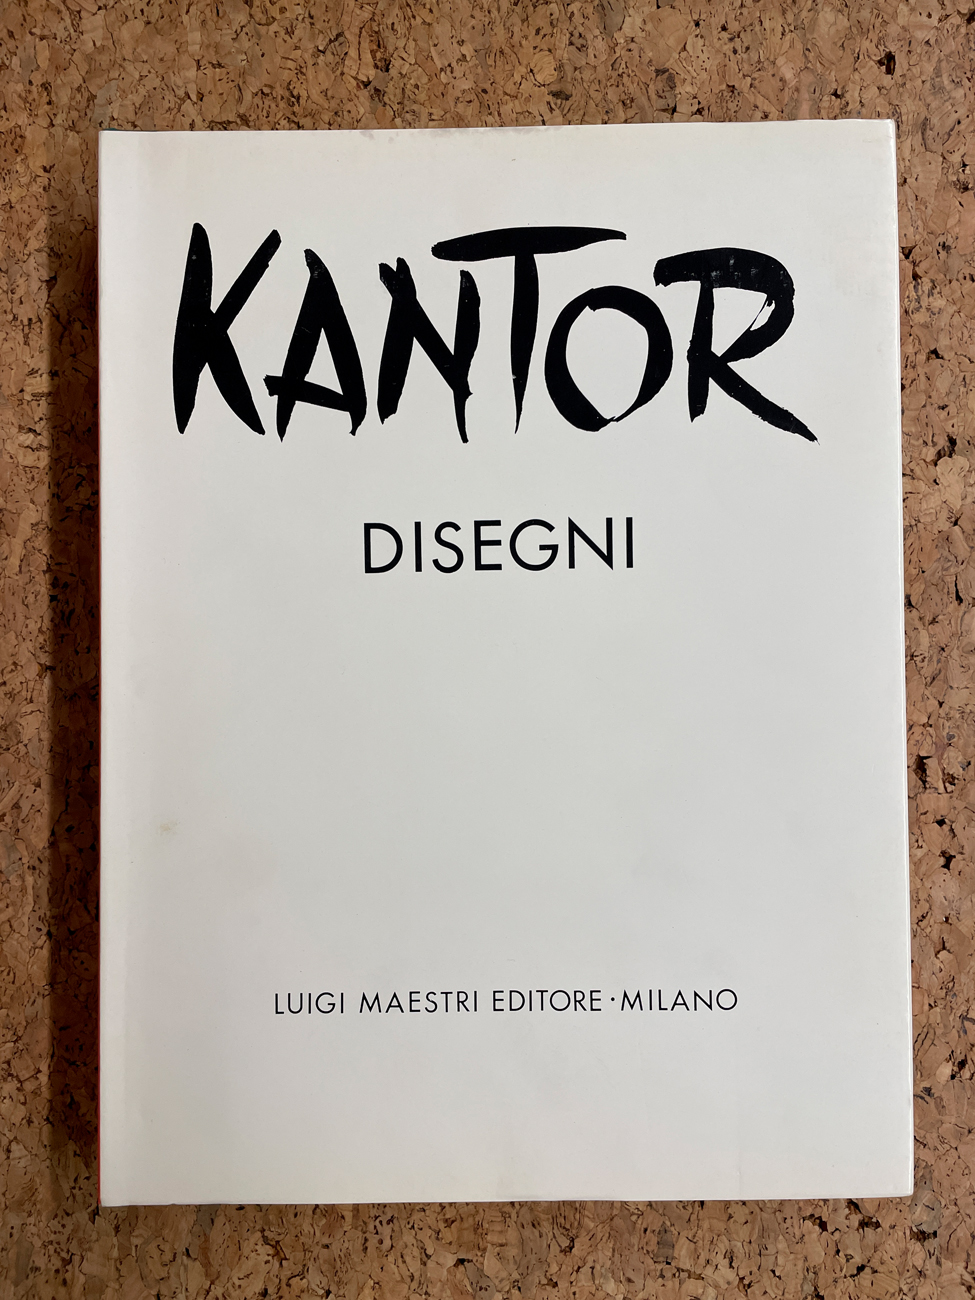 KANTOR
DISEGNI
LUIGI MAESTRI EDITORE · MILANO